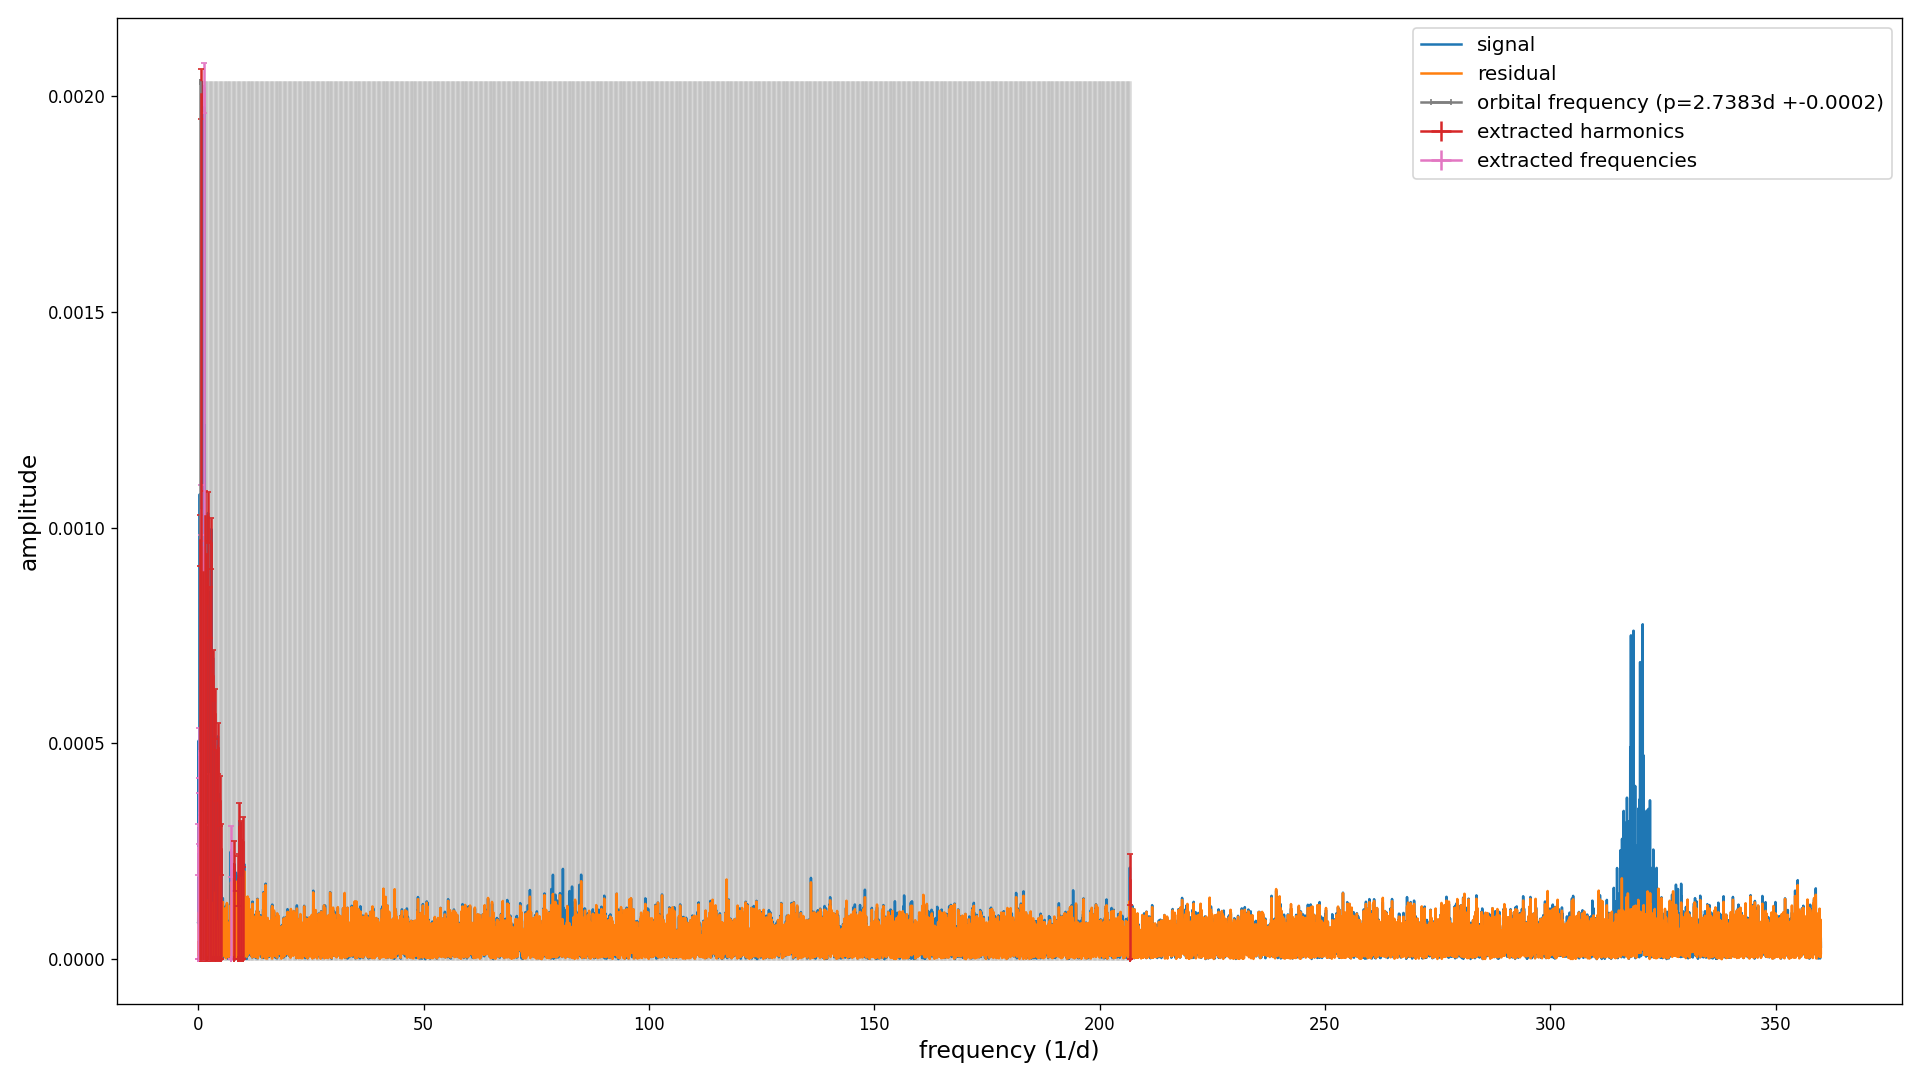 signal
residual
orbital frequency (p=2.7383d +-0.0002)
extracted harmonics
extracted frequencies
0.0020
0.0015
0.0010
0.0005
0.0000
amplitude
0 50 100 150 200 250 300 350
frequency (1/d)